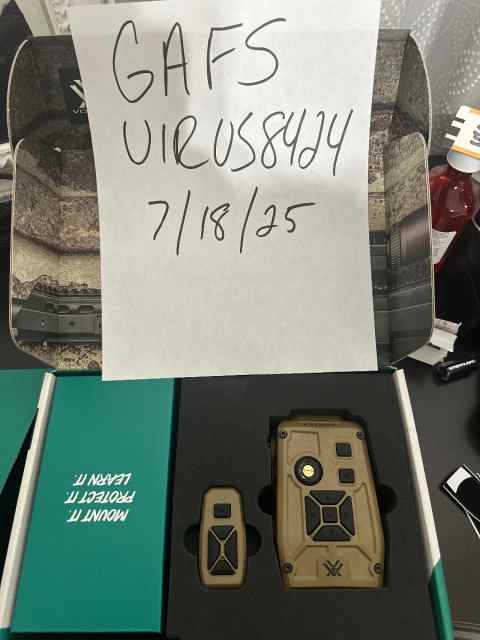 GAFS
VIRUS8424
7/18/25
MOUNT IT.
PROTECT IT.
LEARN IT.